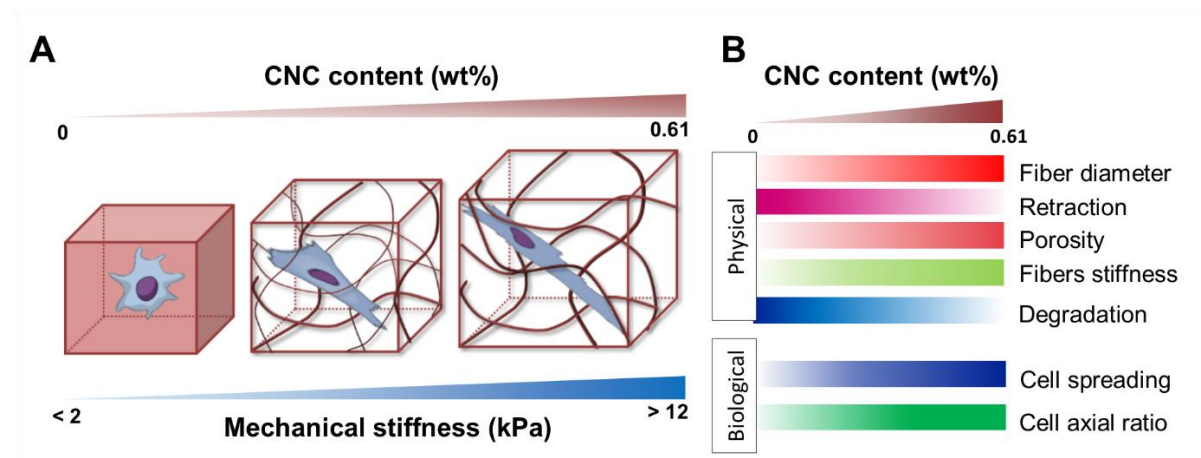 A
CNC content (wt%)
0
0.61
< 2
> 12
Mechanical stiffness (kPa)
B
CNC content (wt%)
0
0.61
Physical
Fiber diameter
Retraction
Porosity
Fibers stiffness
Degradation
Biological
Cell spreading
Cell axial ratio